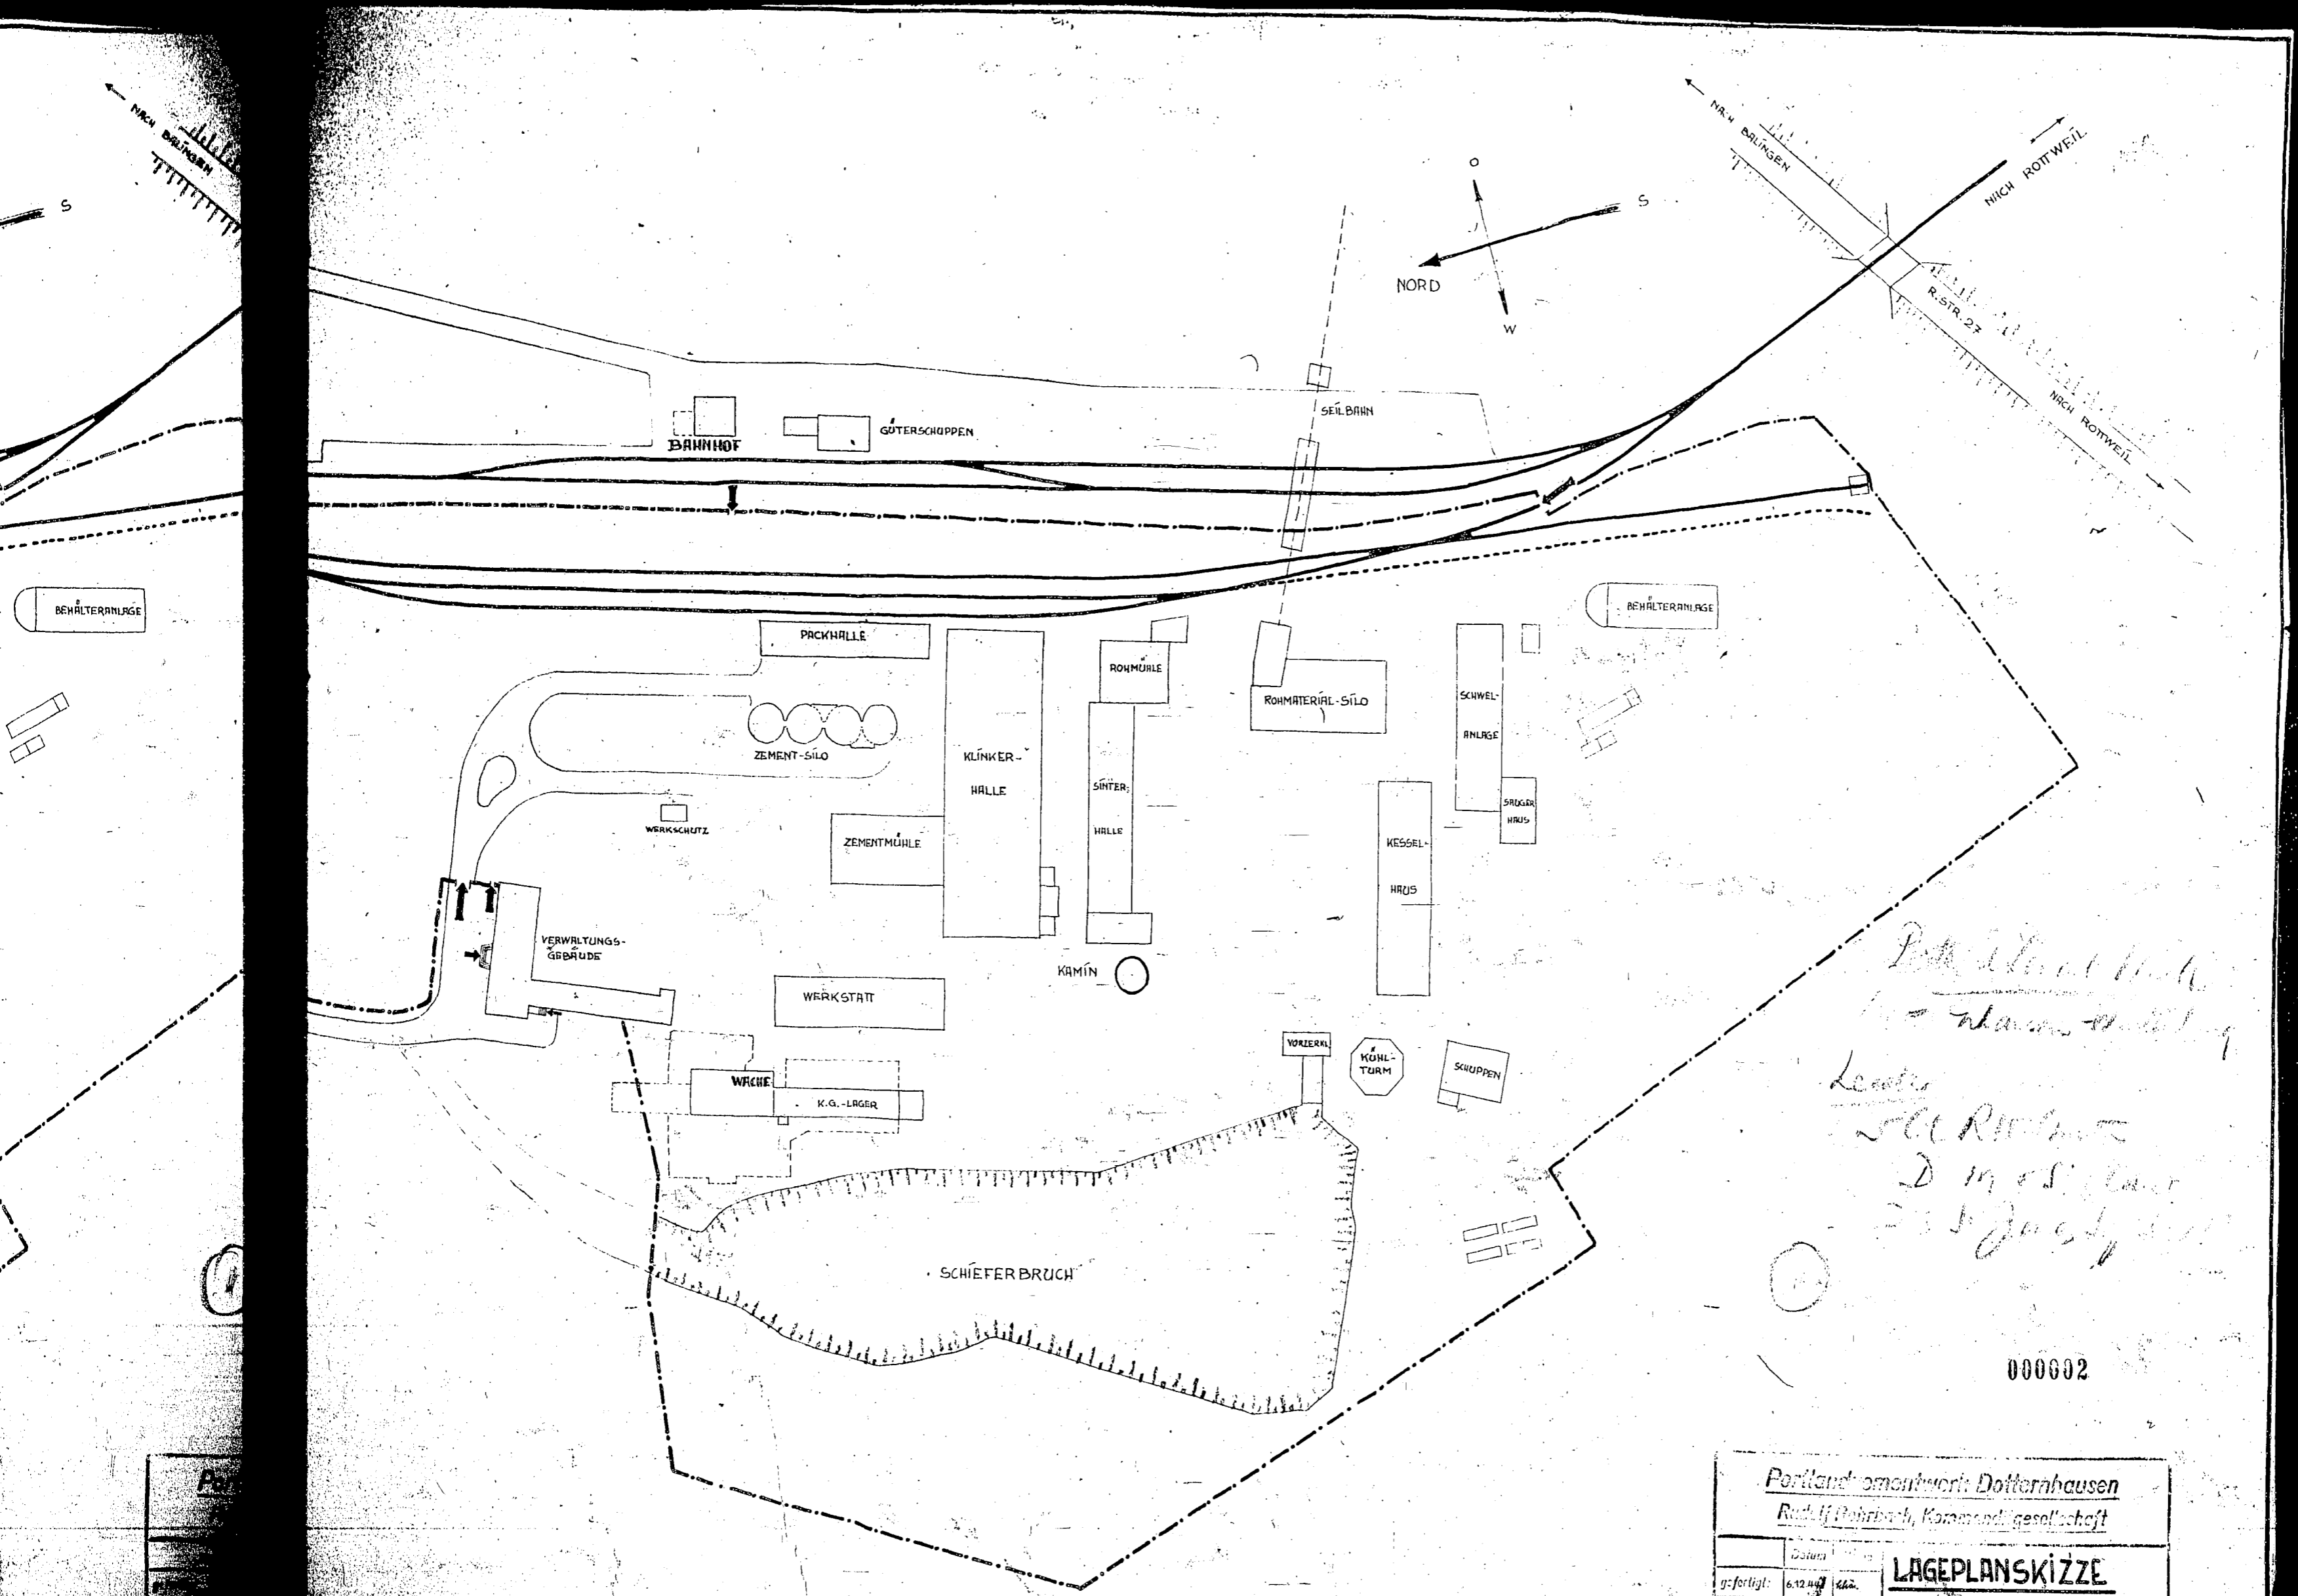 NACH BALINGEN
S
BEHÄLTERANLAGE
O
S
NORD
W
NACH BALINGEN
NACH ROTTWEIL
R.STR. 27
NACH ROTTWEIL
SEILBAHN
BAHNHOF
GÜTERSCHUPPEN
PACKHALLE
ROHMÜHLE
ROHMATERIAL-SILO
BEHÄLTERANLAGE
SCHWEL-
ANLAGE
ZEMENT-SILO
KLINKER-
HALLE
SINTER-
HALLE
SAUGER
HAUS
WERKSCHUTZ
ZEMENTMÜHLE
KESSEL-
HAUS
VERWALTUNGS-
GEBÄUDE
KAMIN
WERKSTATT
VORZERKL.
KÜHL-
TURM
SCHUPPEN
WACHE
K.G.-LAGER
SCHIEFERBRUCH
000002
Portlandzementwerk Dotternhausen
Rudolf Rohrbach, Kommanditgesellschaft
Datum
gefertigt:
LAGEPLANSKIZZE